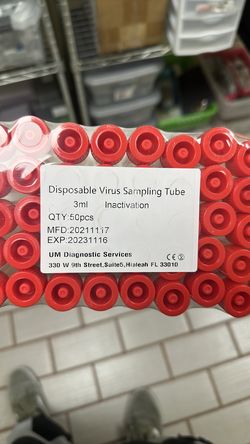 Disposable Virus Sampling Tube
3ml Inactivation
QTY:50pcs
MFD:20211117
EXP:20231116
UM Diagnostic Services
330 W 9th Street,Suite5,Hialeah FL 33010
CE